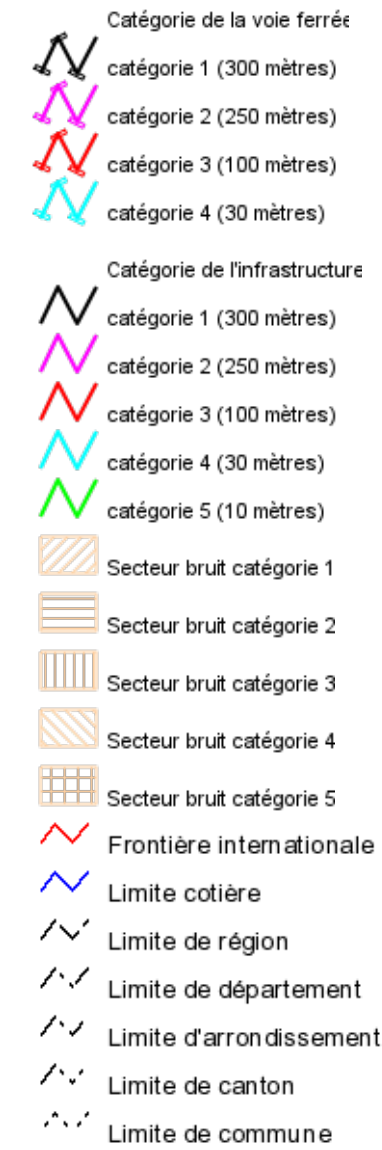 Catégorie de la voie ferrée
catégorie 1 (300 mètres)
catégorie 2 (250 mètres)
catégorie 3 (100 mètres)
catégorie 4 (30 mètres)
Catégorie de l'infrastructure
catégorie 1 (300 mètres)
catégorie 2 (250 mètres)
catégorie 3 (100 mètres)
catégorie 4 (30 mètres)
catégorie 5 (10 mètres)
Secteur bruit catégorie 1
Secteur bruit catégorie 2
Secteur bruit catégorie 3
Secteur bruit catégorie 4
Secteur bruit catégorie 5
Frontière internationale
Limite cotière
Limite de région
Limite de département
Limite d'arrondissement
Limite de canton
Limite de commune